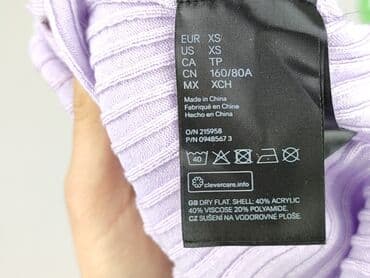 EUR XS
US XS
CA TP
CN 160/80A
MX XCH
Made in China
Fabriqué en Chine
Hecho en China
O/N 215958
P/N 0948567 3
40
clevercare.info
GB DRY FLAT. SHELL: 40% ACRYLIC
40% VISCOSE 20% POLYAMIDE.
CZ SUŠENÍ NA VODOROVNÉ PLOŠE.